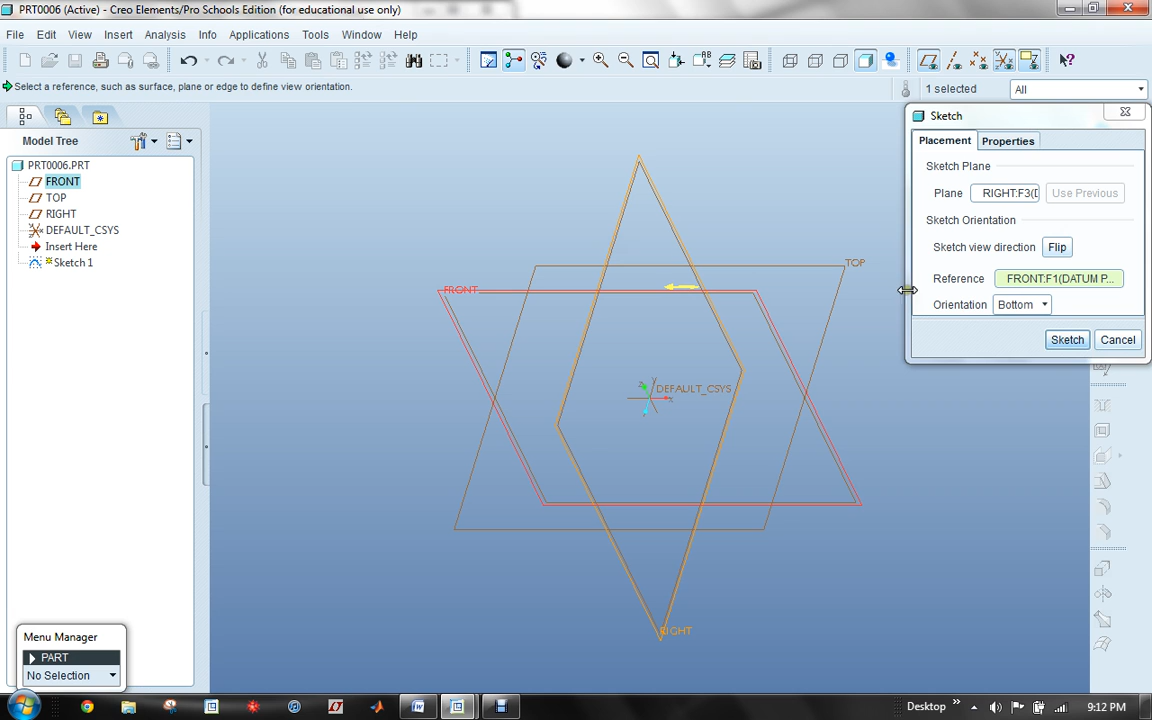 PRT0006 (Active) - Creo Elements/Pro Schools Edition (for educational use only)
File Edit View Insert Analysis Info Applications Tools Window Help
Select a reference, such as surface, plane or edge to define view orientation.
1 selected
All
Model Tree
PRT0006.PRT
FRONT
TOP
RIGHT
DEFAULT_CSYS
Insert Here
Sketch 1
TOP
FRONT
DEFAULT_CSYS
RIGHT
Sketch
Placement Properties
Sketch Plane
Plane RIGHT:F3(D Use Previous
Sketch Orientation
Sketch view direction Flip
Reference FRONT:F1(DATUM P...
Orientation Bottom
Sketch Cancel
Menu Manager
PART
No Selection
Desktop
9:12 PM